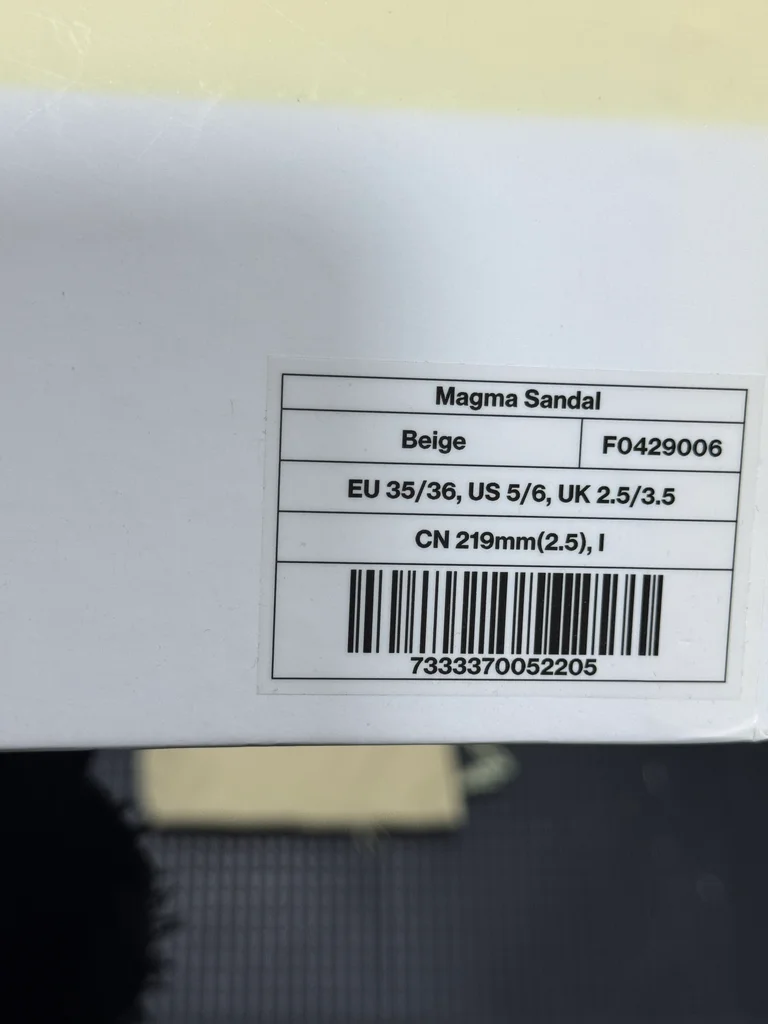 Magma Sandal
Beige F0429006
EU 35/36, US 5/6, UK 2.5/3.5
CN 219mm(2.5), I
7333370052205